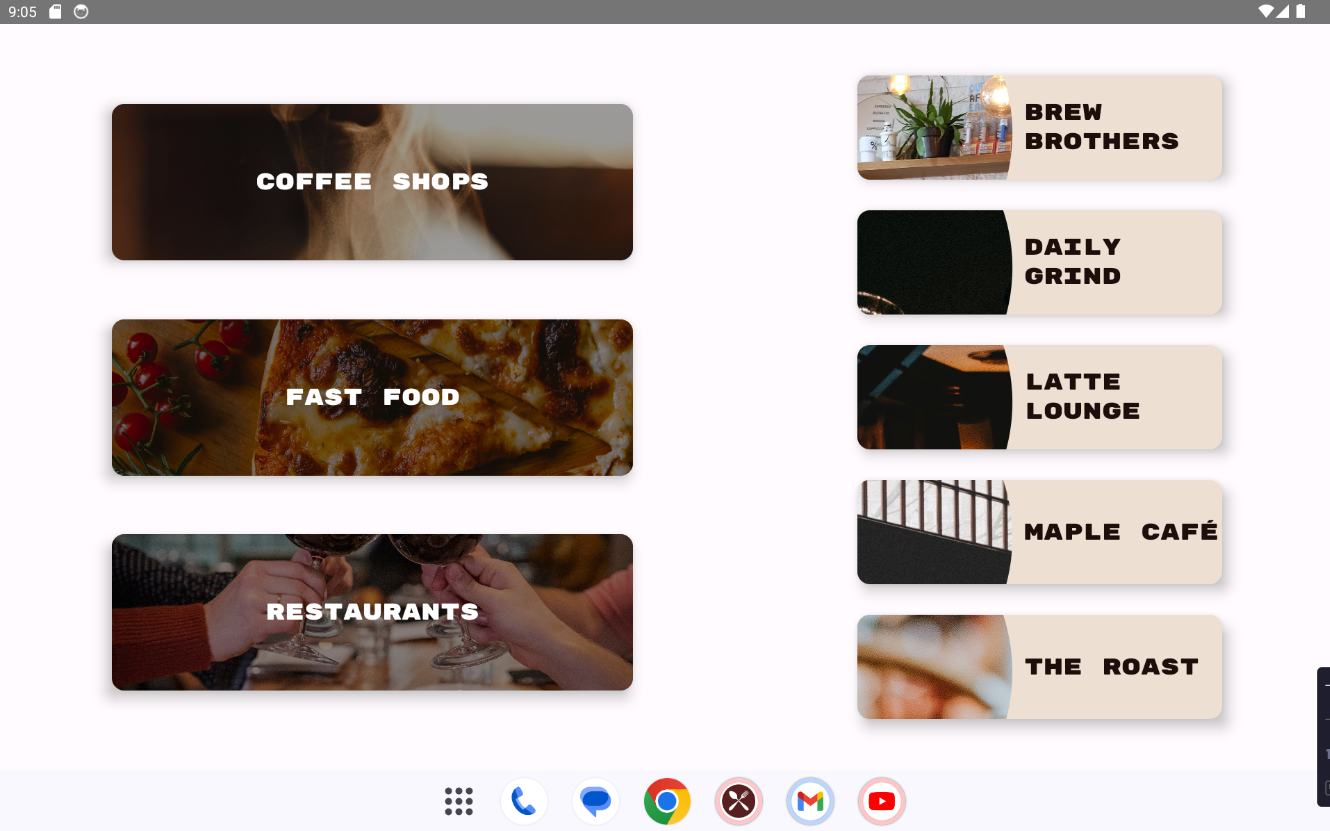 9:05
COFFEE SHOPS
FAST FOOD
RESTAURANTS
BREW
BROTHERS
DAILY
GRIND
LATTE
LOUNGE
MAPLE CAFÉ
THE ROAST